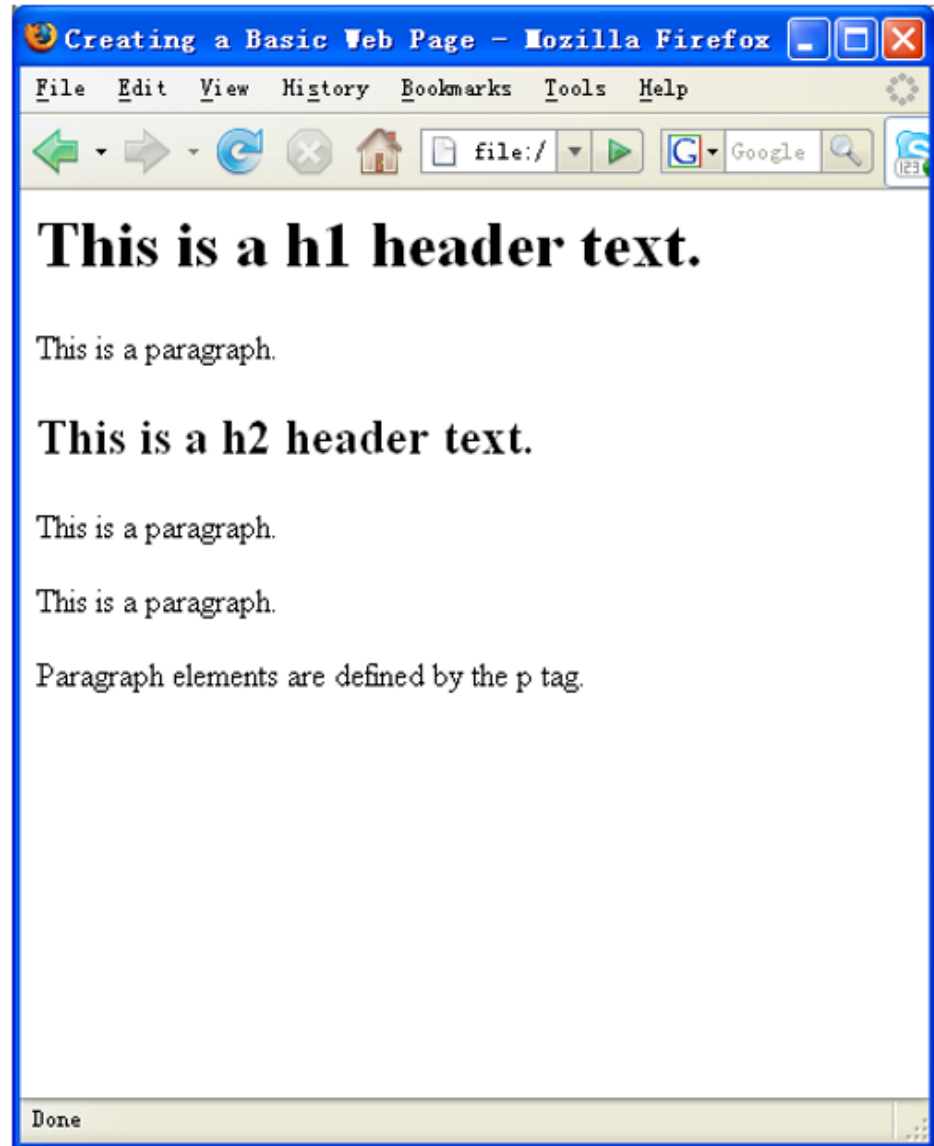 Creating a Basic Web Page - Mozilla Firefox
File Edit View History Bookmarks Tools Help
file:/ G Google
123
This is a h1 header text.
This is a paragraph.
This is a h2 header text.
This is a paragraph.
This is a paragraph.
Paragraph elements are defined by the p tag.
Done